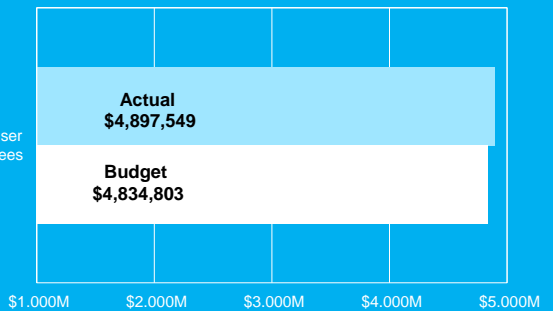 Actual
$4,897,549
ser
ees
Budget
$4,834,803
$1.000M $2.000M $3.000M $4.000M $5.000M